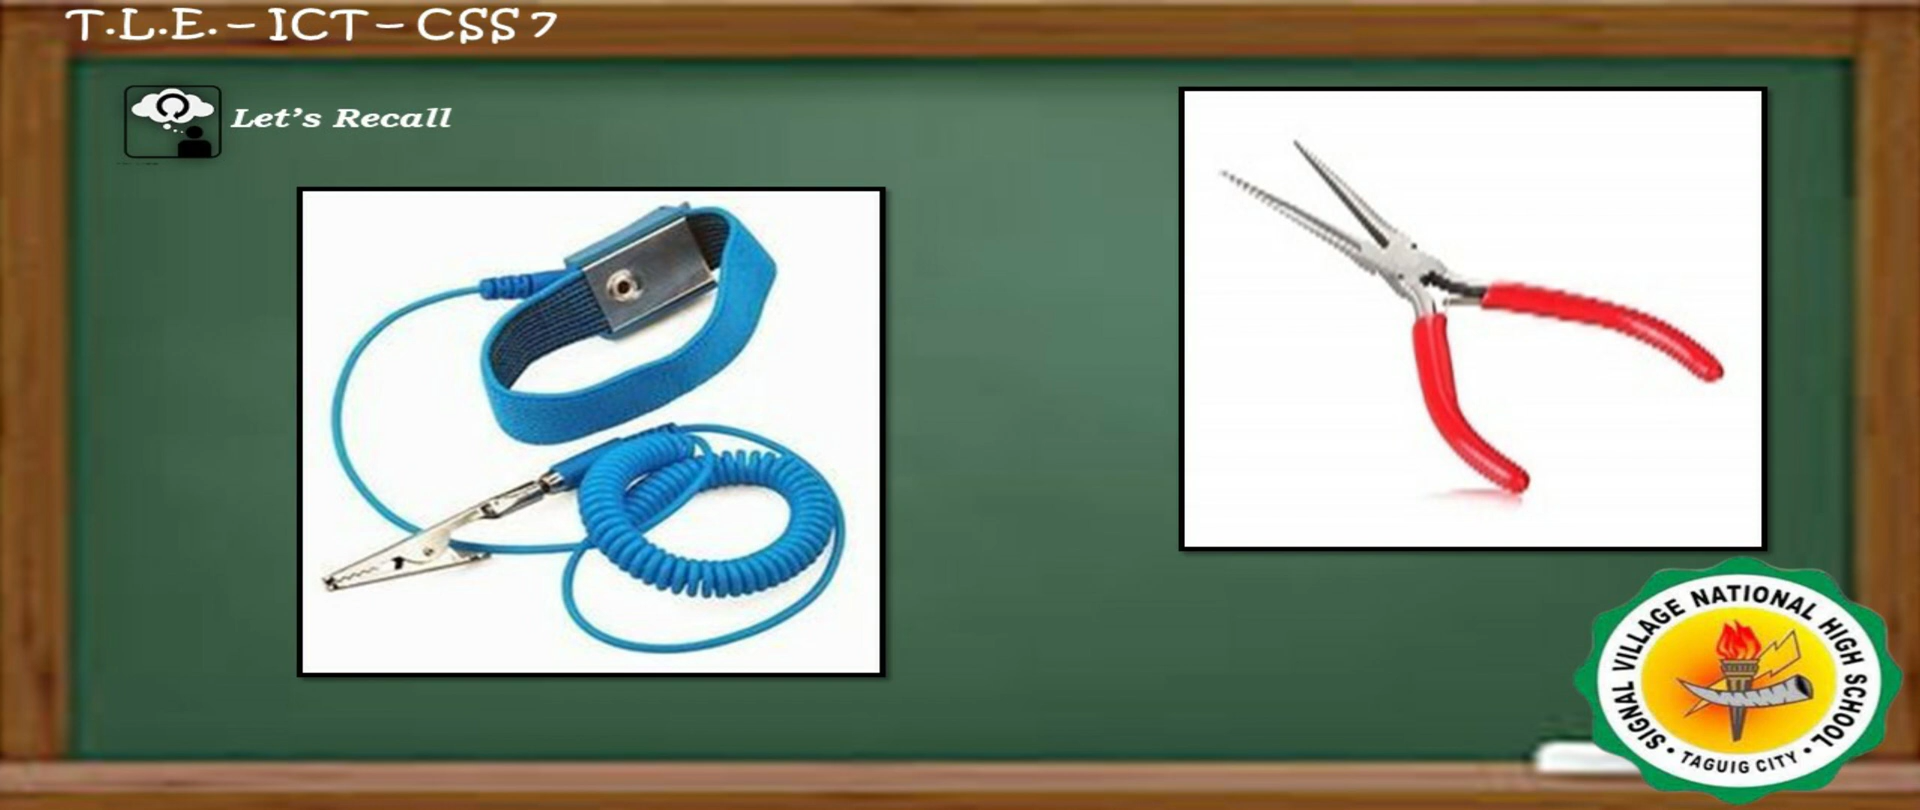 T.L.E. – ICT – CSS 7
Let's Recall
SIGNAL VILLAGE NATIONAL HIGH SCHOOL
• TAGUIG CITY •